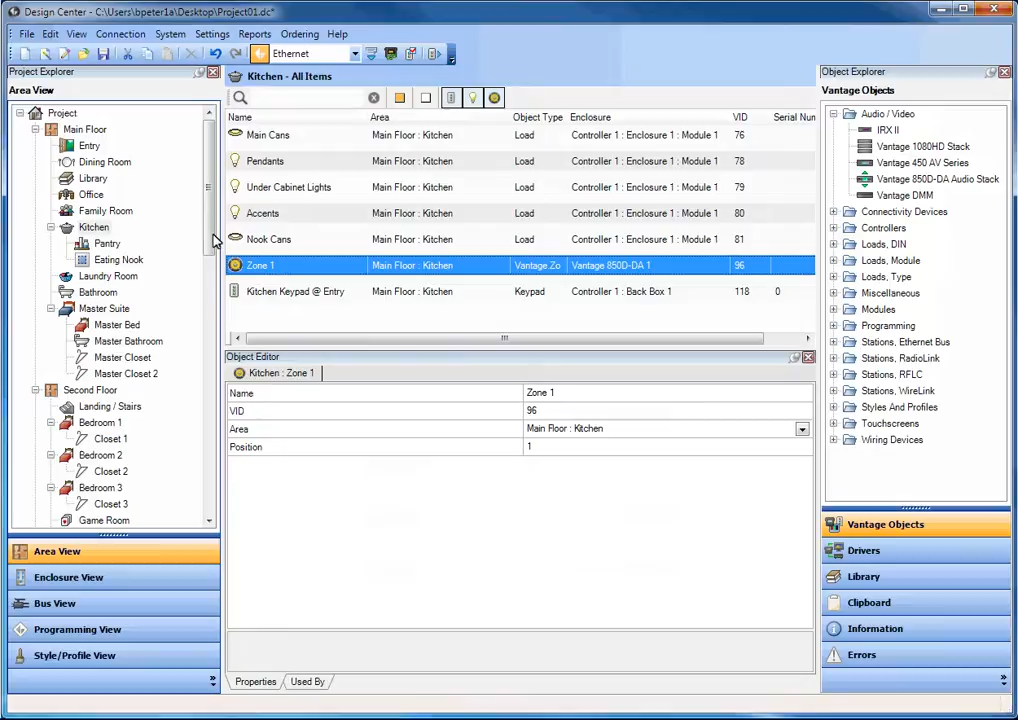 Design Center - C:\Users\bpeter1a\Desktop\Project01.dc*
File Edit View Connection System Settings Reports Ordering Help
Ethernet
Project Explorer
Area View
Project
Main Floor
Entry
Dining Room
Library
Office
Family Room
Kitchen
Pantry
Eating Nook
Laundry Room
Bathroom
Master Suite
Master Bed
Master Bathroom
Master Closet
Master Closet 2
Second Floor
Landing / Stairs
Bedroom 1
Closet 1
Bedroom 2
Closet 2
Bedroom 3
Closet 3
Game Room
Area View
Enclosure View
Bus View
Programming View
Style/Profile View
Kitchen - All Items
Name Area Object Type Enclosure VID Serial Num
Main Cans Main Floor : Kitchen Load Controller 1 : Enclosure 1 : Module 1 76
Pendants Main Floor : Kitchen Load Controller 1 : Enclosure 1 : Module 1 78
Under Cabinet Lights Main Floor : Kitchen Load Controller 1 : Enclosure 1 : Module 1 79
Accents Main Floor : Kitchen Load Controller 1 : Enclosure 1 : Module 1 80
Nook Cans Main Floor : Kitchen Load Controller 1 : Enclosure 1 : Module 1 81
Zone 1 Main Floor : Kitchen Vantage.Zo Vantage 850D-DA 1 96
Kitchen Keypad @ Entry Main Floor : Kitchen Keypad Controller 1 : Back Box 1 118 0
Object Editor
Kitchen : Zone 1
Name Zone 1
VID 96
Area Main Floor : Kitchen
Position 1
Properties Used By
Object Explorer
Vantage Objects
Audio / Video
IRX II
Vantage 1080HD Stack
Vantage 450 AV Series
Vantage 850D-DA Audio Stack
Vantage DMM
Connectivity Devices
Controllers
Loads, DIN
Loads, Module
Loads, Type
Miscellaneous
Modules
Programming
Stations, Ethernet Bus
Stations, RadioLink
Stations, RFLC
Stations, WireLink
Styles And Profiles
Touchscreens
Wiring Devices
Vantage Objects
Drivers
Library
Clipboard
Information
Errors